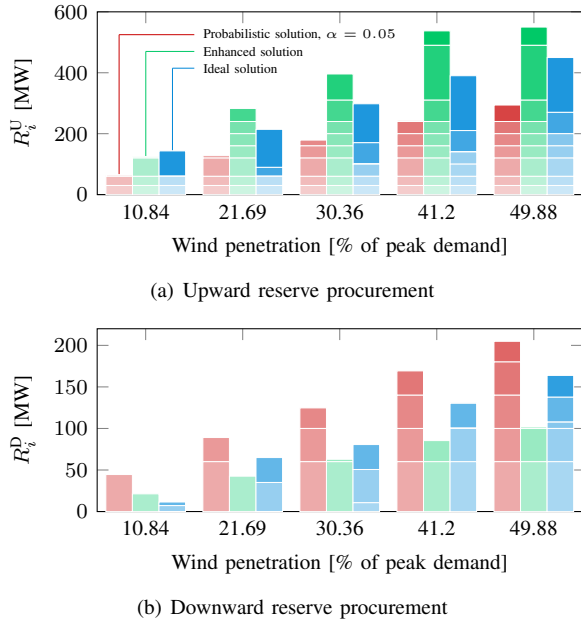 600
400
200
0
R_i^U [MW]
Probabilistic solution, α = 0.05
Enhanced solution
Ideal solution
10.84 21.69 30.36 41.2 49.88
Wind penetration [% of peak demand]
(a) Upward reserve procurement
200
150
100
50
0
R_i^D [MW]
10.84 21.69 30.36 41.2 49.88
Wind penetration [% of peak demand]
(b) Downward reserve procurement